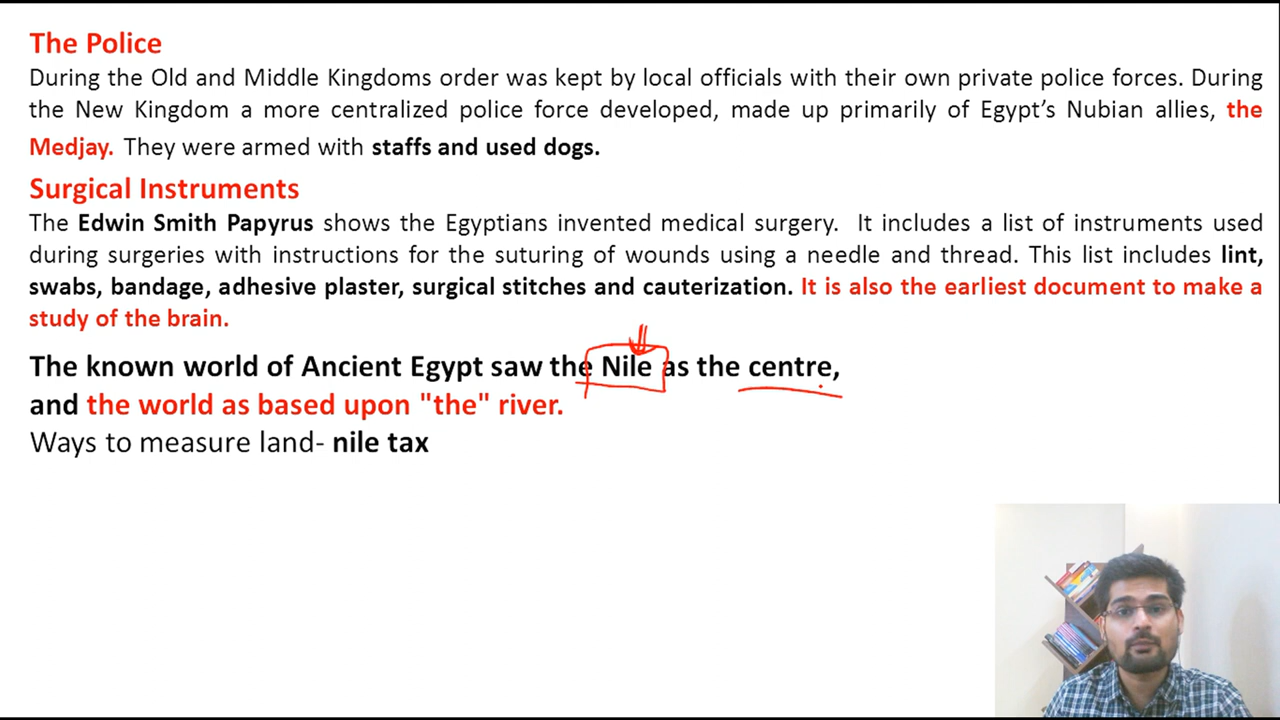 The Police
During the Old and Middle Kingdoms order was kept by local officials with their own private police forces. During
the New Kingdom a more centralized police force developed, made up primarily of Egypt’s Nubian allies, the
Medjay. They were armed with staffs and used dogs.
Surgical Instruments
The Edwin Smith Papyrus shows the Egyptians invented medical surgery. It includes a list of instruments used
during surgeries with instructions for the suturing of wounds using a needle and thread. This list includes lint,
swabs, bandage, adhesive plaster, surgical stitches and cauterization. It is also the earliest document to make a
study of the brain.
The known world of Ancient Egypt saw the Nile as the centre,
and the world as based upon "the" river.
Ways to measure land- nile tax